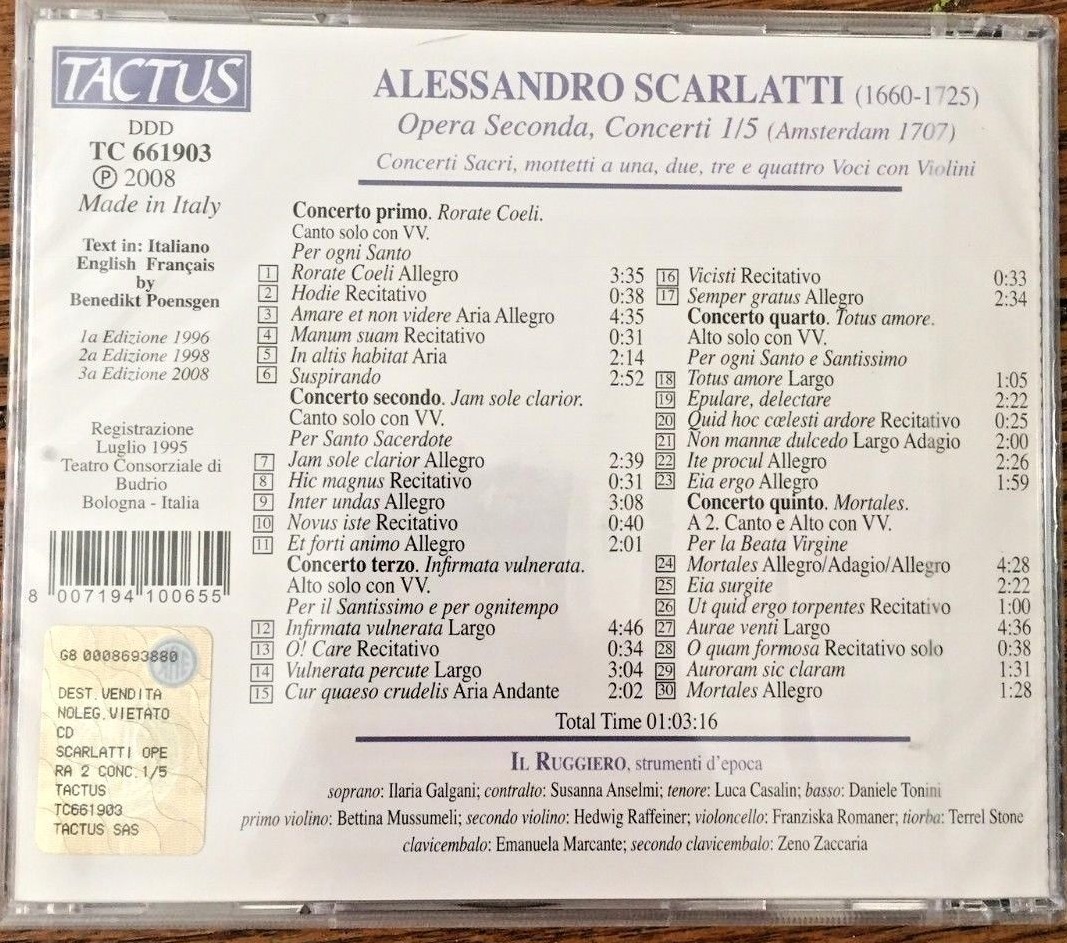 TACTUS
DDD
TC 661903
Ⓟ 2008
Made in Italy
Text in: Italiano
English Français
by
Benedikt Poensgen
1a Edizione 1996
2a Edizione 1998
3a Edizione 2008
Registrazione
Luglio 1995
Teatro Consorziale di
Budrio
Bologna - Italia
8 007194 100655
G8 0008693880
DEST. VENDITA
NOLEG.VIETATO
CD
SCARLATTI OPE
RA 2 CONC.1/5
TACTUS
TC661903
TACTUS SAS
ALESSANDRO SCARLATTI (1660-1725)
Opera Seconda, Concerti 1/5 (Amsterdam 1707)
Concerti Sacri, mottetti a una, due, tre e quattro Voci con Violini
Concerto primo. Rorate Coeli.
Canto solo con VV.
Per ogni Santo
1 Rorate Coeli Allegro 3:35
2 Hodie Recitativo 0:38
3 Amare et non videre Aria Allegro 4:35
4 Manum suam Recitativo 0:31
5 In altis habitat Aria 2:14
6 Suspirando 2:52
Concerto secondo. Jam sole clarior.
Canto solo con VV.
Per Santo Sacerdote
7 Jam sole clarior Allegro 2:39
8 Hic magnus Recitativo 0:31
9 Inter undas Allegro 3:08
10 Novus iste Recitativo 0:40
11 Et forti animo Allegro 2:01
Concerto terzo. Infirmata vulnerata.
Alto solo con VV.
Per il Santissimo e per ognitempo
12 Infirmata vulnerata Largo 4:46
13 O! Care Recitativo 0:34
14 Vulnerata percute Largo 3:04
15 Cur quaeso crudelis Aria Andante 2:02
16 Vicisti Recitativo 0:33
17 Semper gratus Allegro 2:34
Concerto quarto. Totus amore.
Alto solo con VV.
Per ogni Santo e Santissimo
18 Totus amore Largo 1:05
19 Epulare, delectare 2:22
20 Quid hoc cœlesti ardore Recitativo 0:25
21 Non mannæ dulcedo Largo Adagio 2:00
22 Ite procul Allegro 2:26
23 Eia ergo Allegro 1:59
Concerto quinto. Mortales.
A 2. Canto e Alto con VV.
Per la Beata Virgine
24 Mortales Allegro/Adagio/Allegro 4:28
25 Eia surgite 2:22
26 Ut quid ergo torpentes Recitativo 1:00
27 Aurae venti Largo 4:36
28 O quam formosa Recitativo solo 0:38
29 Auroram sic claram 1:31
30 Mortales Allegro 1:28
Total Time 01:03:16
IL RUGGIERO, strumenti d'epoca
soprano: Ilaria Galgani; contralto: Susanna Anselmi; tenore: Luca Casalin; basso: Daniele Tonini
primo violino: Bettina Mussumeli; secondo violino: Hedwig Raffeiner; violoncello: Franziska Romaner; tiorba: Terrel Stone
clavicembalo: Emanuela Marcante; secondo clavicembalo: Zeno Zaccaria